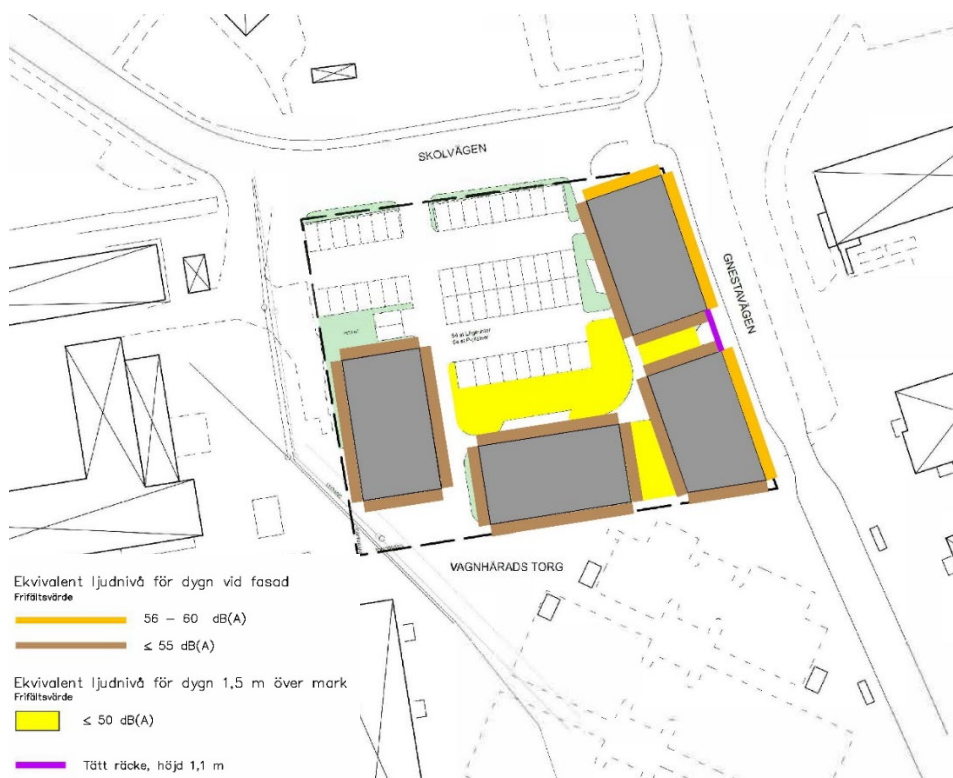 SKOLVÄGEN
GNESTAVÄGEN
VAGNHÄRADS TORG
Ekvivalent ljudnivå för dygn vid fasad
Frifältsvärde
56 – 60 dB(A)
≤ 55 dB(A)
Ekvivalent ljudnivå för dygn 1,5 m över mark
Frifältsvärde
≤ 50 dB(A)
Tätt räcke, höjd 1,1 m